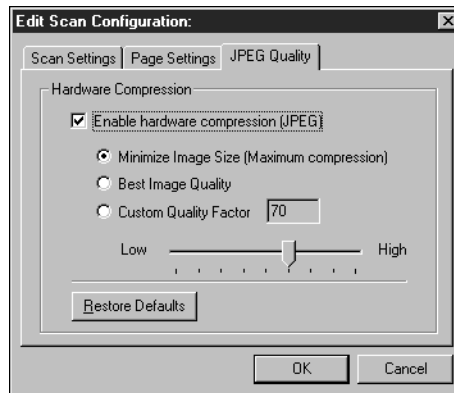 Edit Scan Configuration:
Scan Settings Page Settings JPEG Quality
Hardware Compression
Enable hardware compression (JPEG)
Minimize Image Size (Maximum compression)
Best Image Quality
Custom Quality Factor 70
Low High
Restore Defaults
OK Cancel